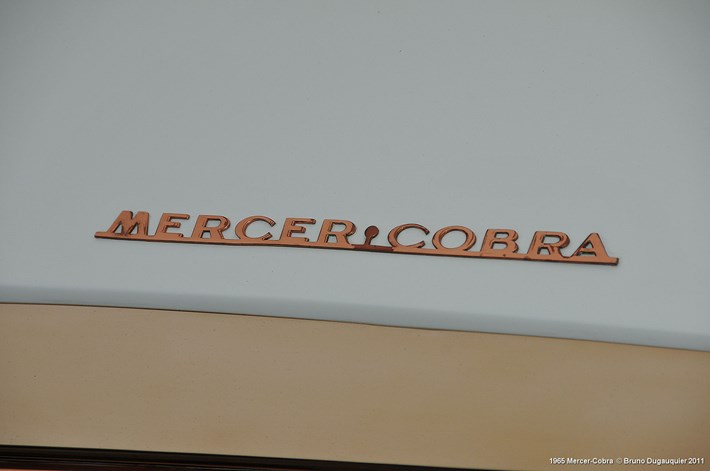 MERCER•COBRA
1965 Mercer-Cobra © Bruno Dugauquier 2011